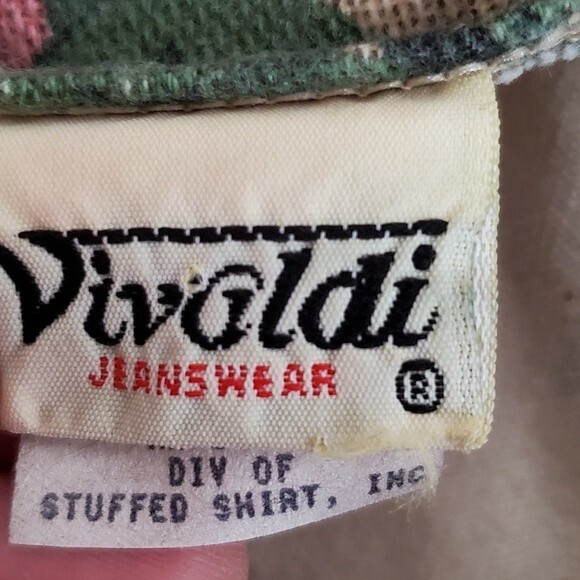 Vivaldi
JEANSWEAR ®
DIV OF
STUFFED SHIRT, INC